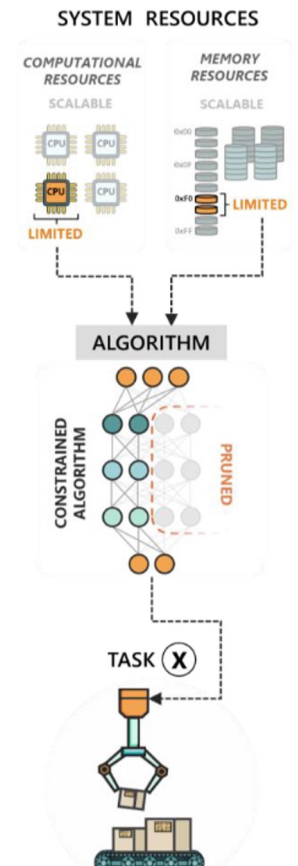 SYSTEM RESOURCES
COMPUTATIONAL
RESOURCES
SCALABLE
CPU CPU
CPU CPU
LIMITED
MEMORY
RESOURCES
SCALABLE
0x00
0x0F
0xF0
LIMITED
0xFF
ALGORITHM
CONSTRAINED
ALGORITHM
PRUNED
TASK X